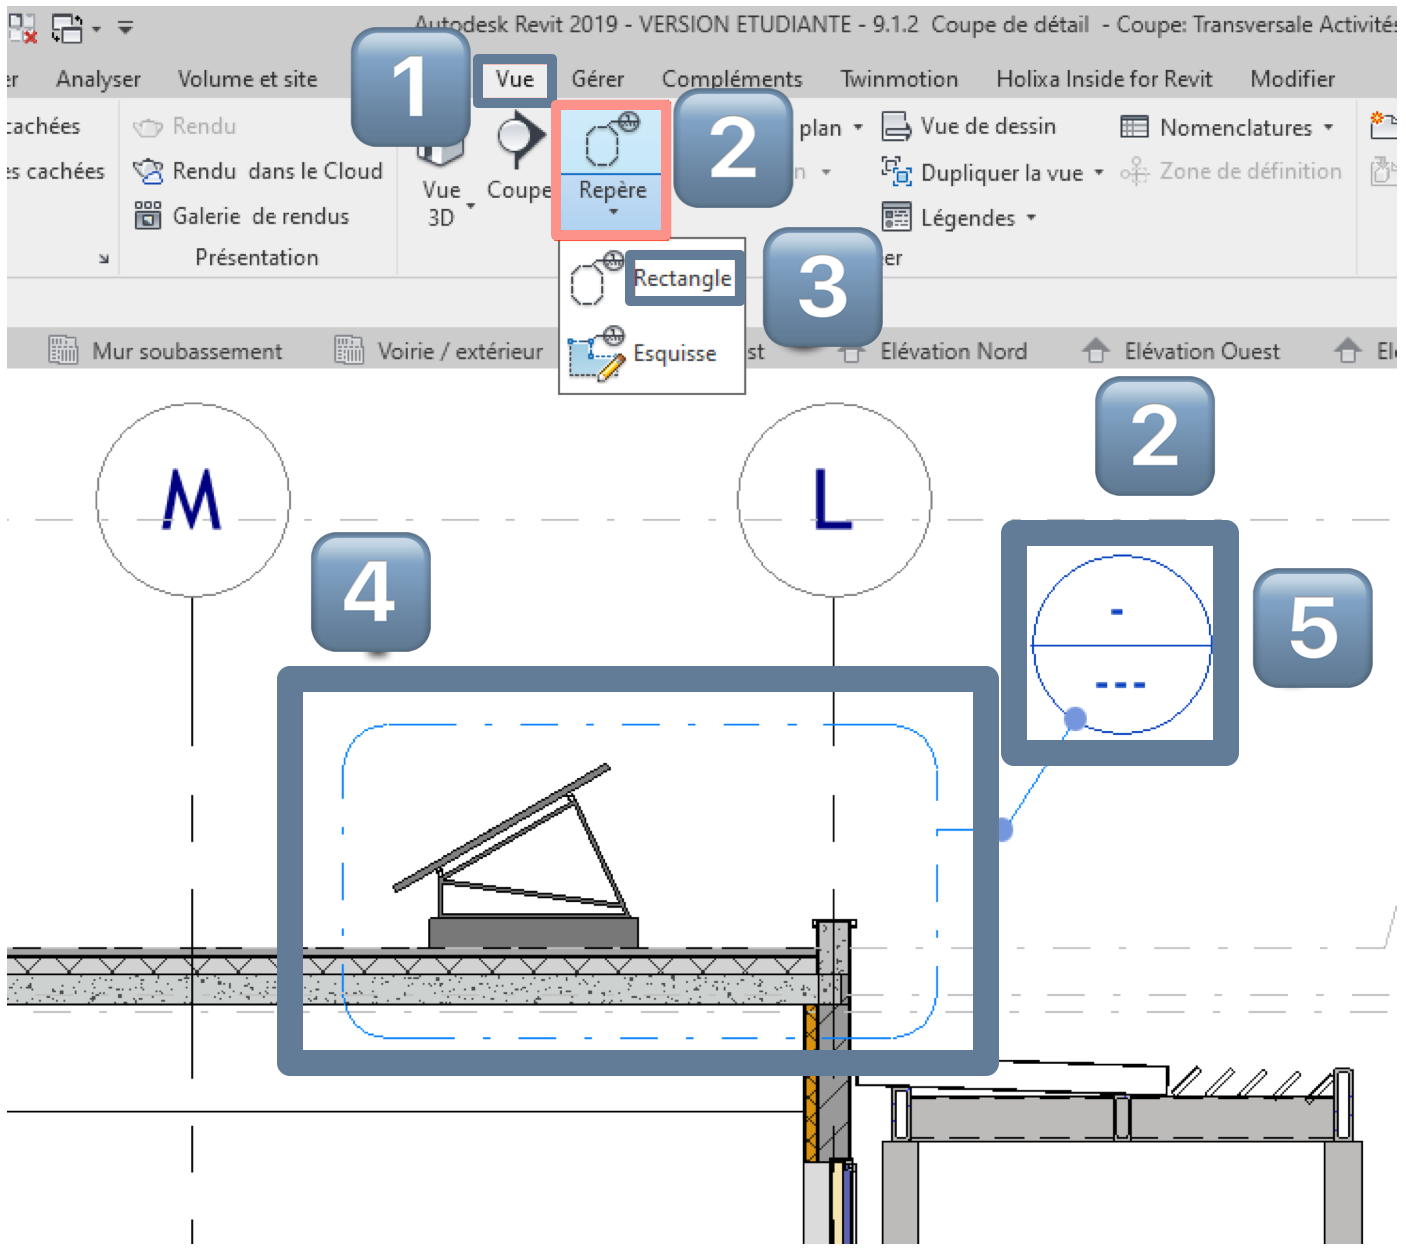 Autodesk Revit 2019 - VERSION ETUDIANTE - 9.1.2 Coupe de détail - Coupe: Transversale Activités
er Analyser Volume et site Vue Gérer Compléments Twinmotion Holixa Inside for Revit Modifier
1
cachées Rendu plan Vue de dessin Nomenclatures
2
es cachées Rendu dans le Cloud n Dupliquer la vue Zone de définition
Vue
3D
Coupe
Repère
Galerie de rendus Légendes
Présentation er
Rectangle
3
Esquisse
Mur soubassement Voirie / extérieur st Elévation Nord Elévation Ouest El
2
M L
4
5
-
---